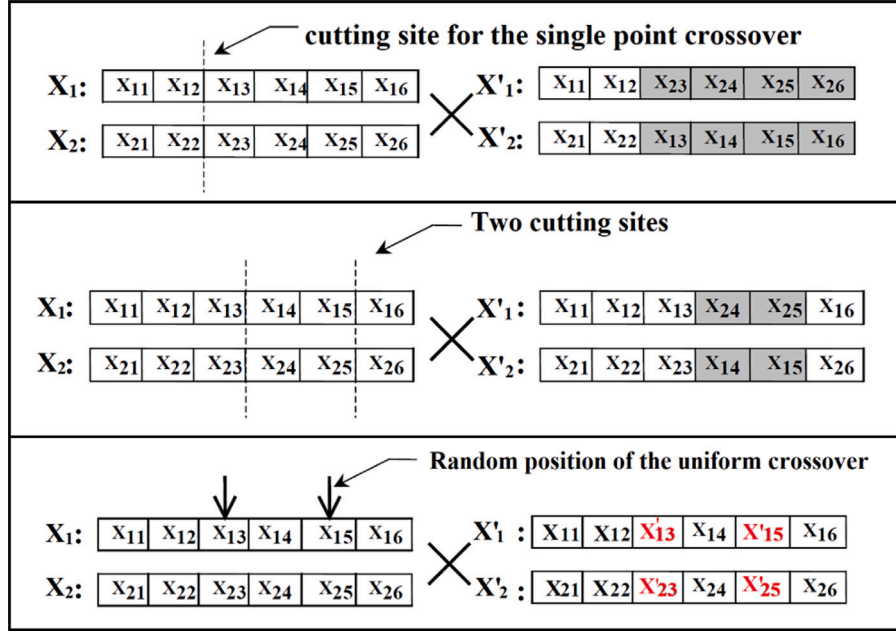 cutting site for the single point crossover
X₁: X₁₁ X₁₂ X₁₃ X₁₄ X₁₅ X₁₆ X'₁: X₁₁ X₁₂ X₂₃ X₂₄ X₂₅ X₂₆
X₂: X₂₁ X₂₂ X₂₃ X₂₄ X₂₅ X₂₆ X'₂: X₂₁ X₂₂ X₁₃ X₁₄ X₁₅ X₁₆
Two cutting sites
X₁: X₁₁ X₁₂ X₁₃ X₁₄ X₁₅ X₁₆ X'₁: X₁₁ X₁₂ X₁₃ X₂₄ X₂₅ X₁₆
X₂: X₂₁ X₂₂ X₂₃ X₂₄ X₂₅ X₂₆ X'₂: X₂₁ X₂₂ X₂₃ X₁₄ X₁₅ X₂₆
Random position of the uniform crossover
X₁: X₁₁ X₁₂ X₁₃ X₁₄ X₁₅ X₁₆ X'₁ : X₁₁ X₁₂ X'₁₃ X₁₄ X'₁₅ X₁₆
X₂: X₂₁ X₂₂ X₂₃ X₂₄ X₂₅ X₂₆ X'₂ : X₂₁ X₂₂ X'₂₃ X₂₄ X'₂₅ X₂₆